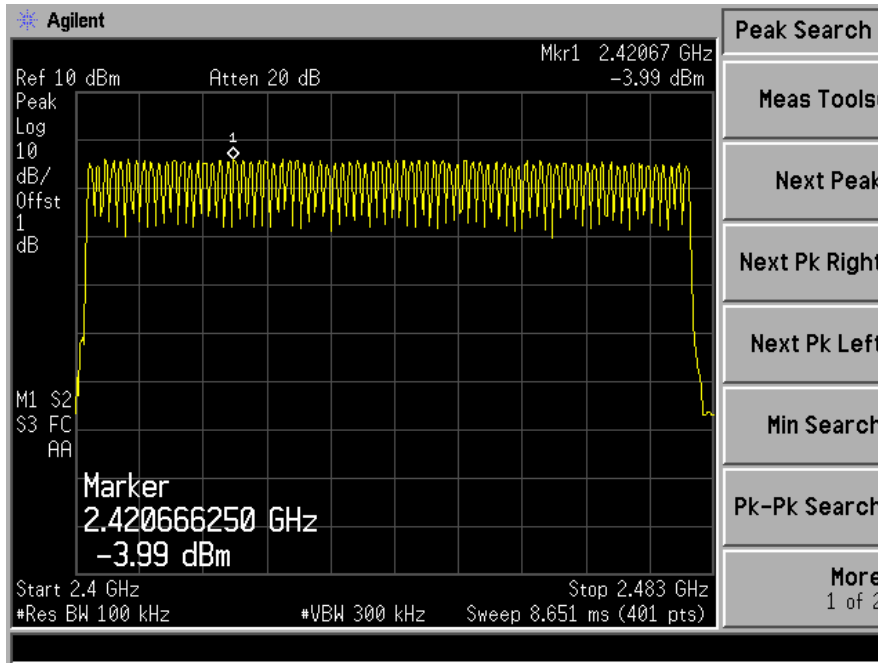 Agilent
Peak Search
Mkr1 2.42067 GHz
Ref 10 dBm Atten 20 dB -3.99 dBm
Peak
Log
10
dB/
Offst
1
dB
1
Meas Tools
Next Peak
Next Pk Right
Next Pk Left
Min Search
Pk-Pk Search
More
1 of 2
M1 S2
S3 FC
AA
Marker
2.420666250 GHz
-3.99 dBm
Start 2.4 GHz Stop 2.483 GHz
#Res BW 100 kHz #VBW 300 kHz Sweep 8.651 ms (401 pts)